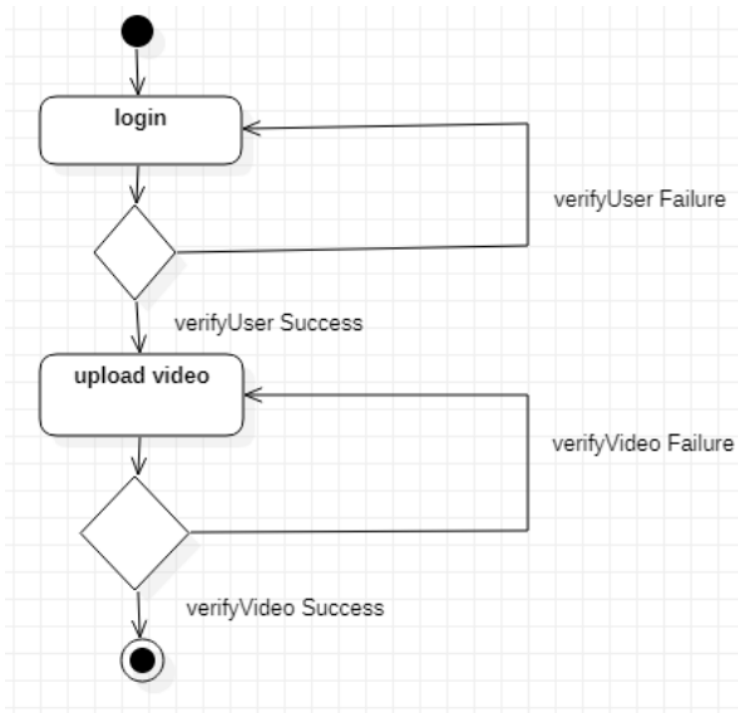 login
verifyUser Failure
verifyUser Success
upload video
verifyVideo Failure
verifyVideo Success